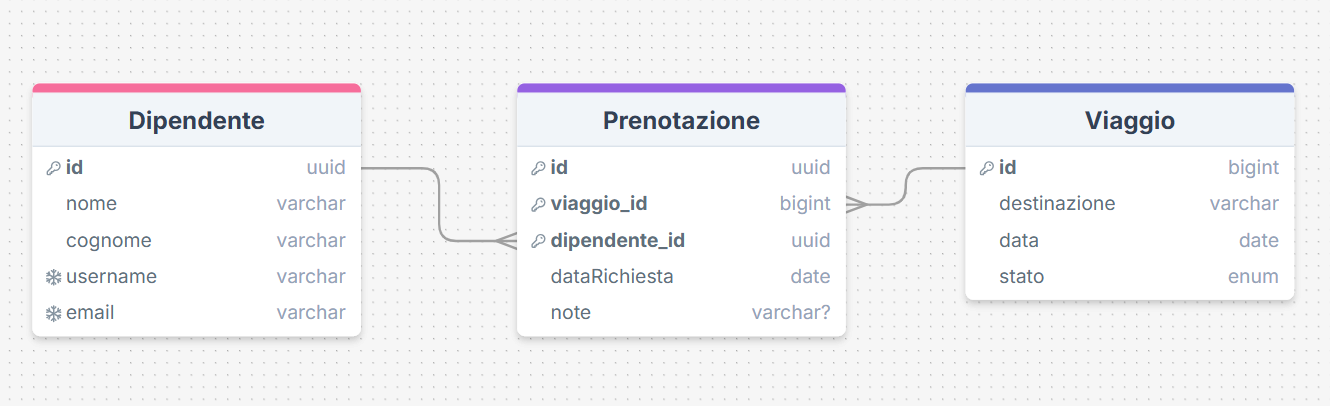 Dipendente
id uuid
nome varchar
cognome varchar
username varchar
email varchar
Prenotazione
id uuid
viaggio_id bigint
dipendente_id uuid
dataRichiesta date
note varchar?
Viaggio
id bigint
destinazione varchar
data date
stato enum